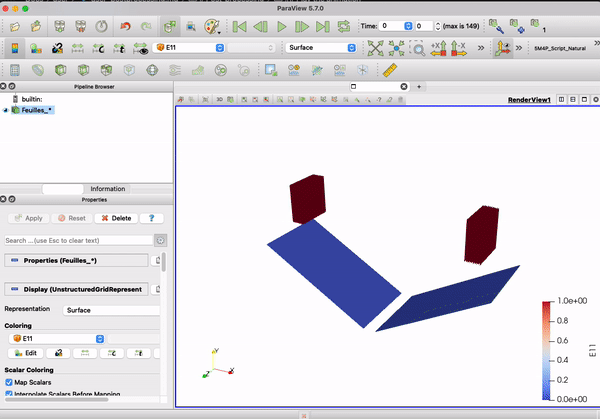 ParaView 5.7.0
Time: 0 0 (max is 149)
E11 Surface
SM4P_Script_Natural
Pipeline Browser
builtin:
Feuilles_*
Information
Properties
Apply Reset Delete ?
Search ...(use Esc to clear text)
Properties (Feuilles_*)
Display (UnstructuredGridRepresent
Representation Surface
Coloring
E11
Edit
Scalar Coloring
Map Scalars
Interpolate Scalars Before Mapping
3D
RenderView1
Y
X
Z
1.0e+00
0.8
0.6
0.4
0.2
0.0e+00
E11